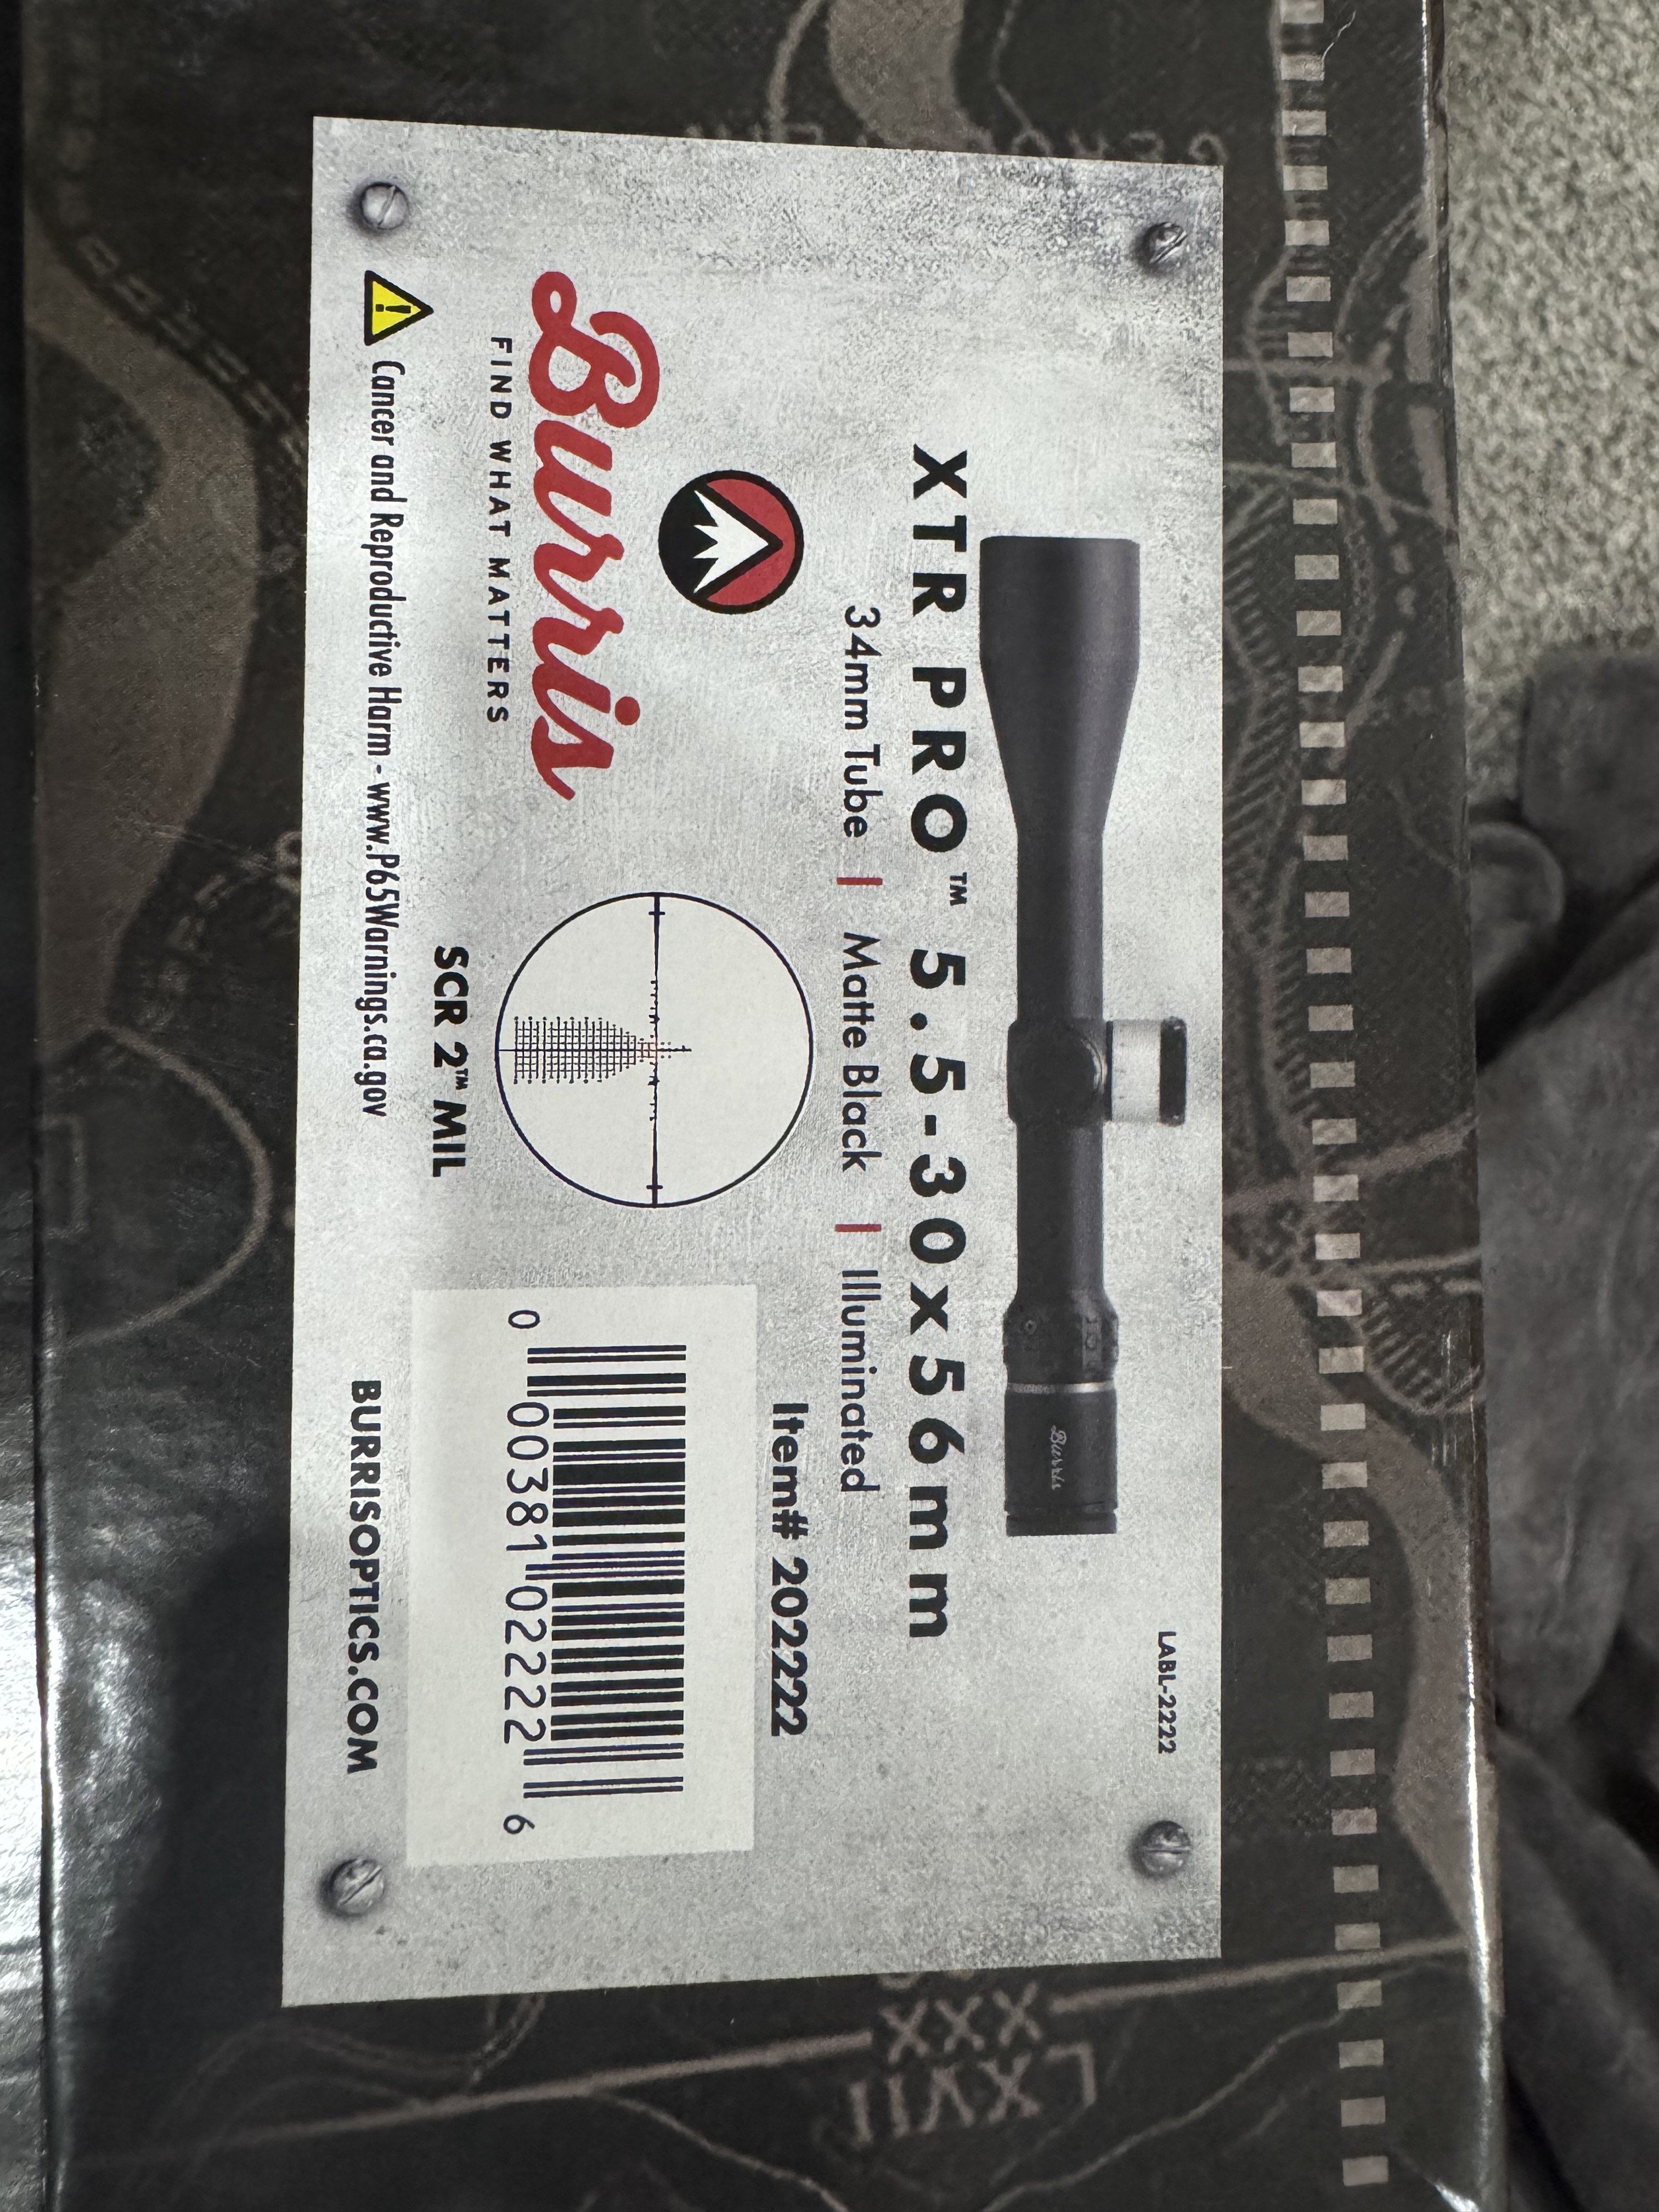 LABL-2222
Burris
XTR PRO™ 5.5-30x56mm
34mm Tube | Matte Black | Illuminated
Item# 202222
Burris
FIND WHAT MATTERS
0 00381 02222 6
SCR 2™ MIL
Cancer and Reproductive Harm - www.P65Warnings.ca.gov
BURRISOPTICS.COM
XXX
LXVII